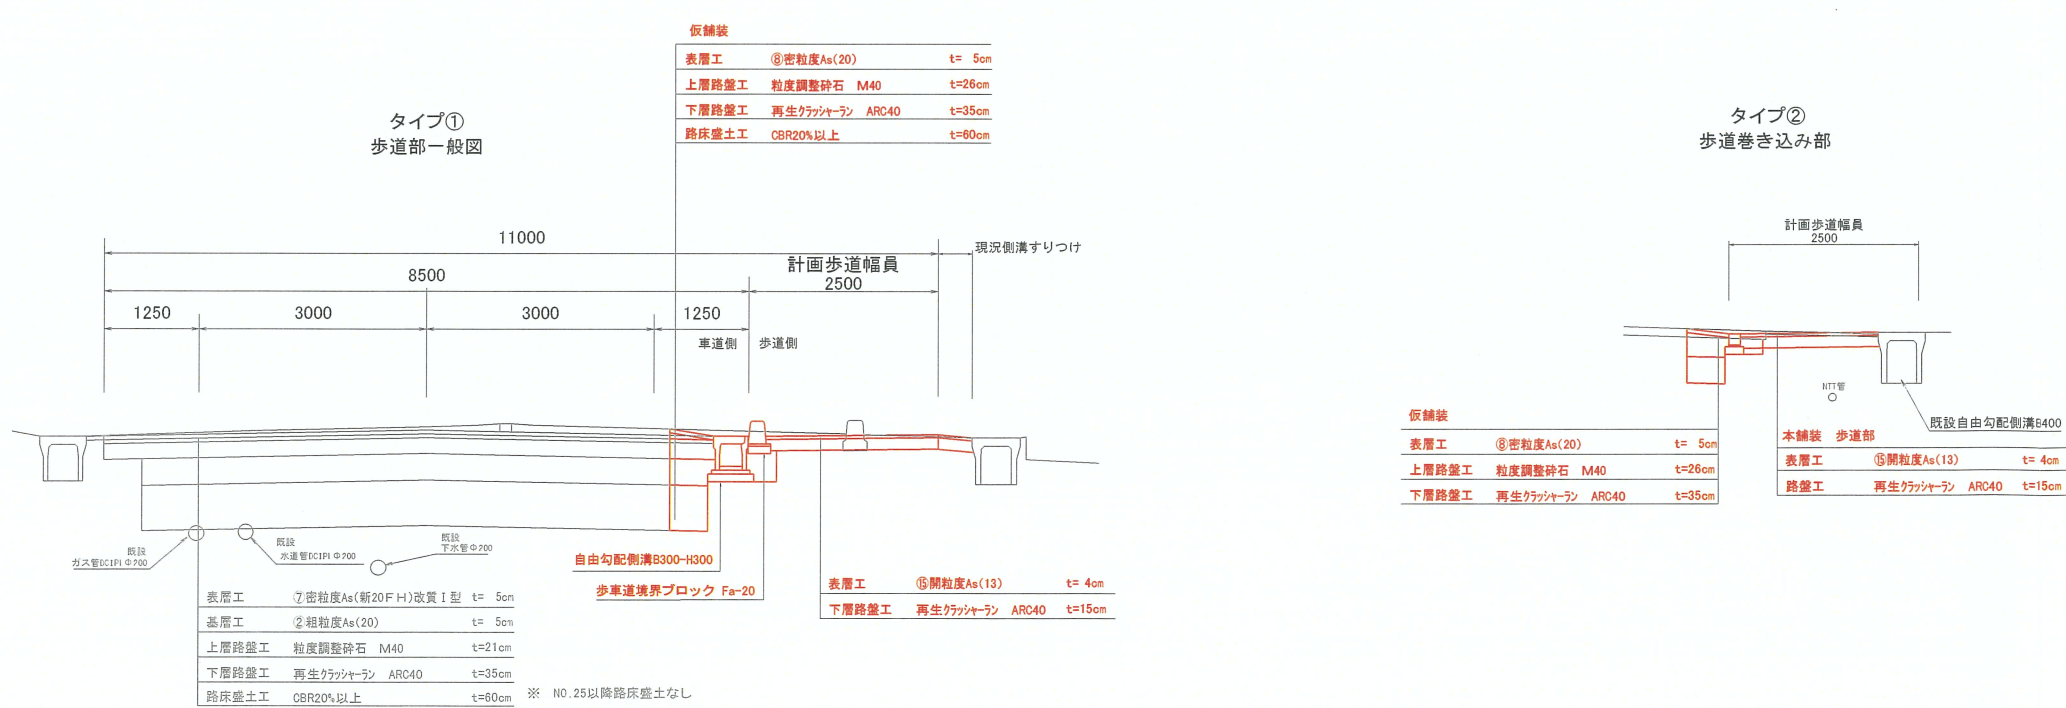 仮舗装
表層工 ⑧密粒度As(20) t= 5cm
上層路盤工 粒度調整砕石 M40 t=26cm
下層路盤工 再生クラッシャーラン ARC40 t=35cm
路床盛土工 CBR20%以上 t=60cm
タイプ①
歩道部一般図
11000
現況側溝すりつけ
8500
計画歩道幅員
2500
1250
3000
3000
1250
車道側
歩道側
既設
ガス管DCIPΦ200
既設
水道管DCIPΦ200
既設
下水管Φ200
自由勾配側溝B300-H300
歩車道境界ブロック Fa-20
表層工 ⑮開粒度As(13) t= 4cm
下層路盤工 再生クラッシャーラン ARC40 t=15cm
表層工 ⑦密粒度As(新20FH)改質Ⅰ型 t= 5cm
基層工 ②粗粒度As(20) t= 5cm
上層路盤工 粒度調整砕石 M40 t=21cm
下層路盤工 再生クラッシャーラン ARC40 t=35cm
路床盛土工 CBR20%以上 t=60cm
※ NO.25以降路床盛土なし
タイプ②
歩道巻き込み部
計画歩道幅員
2500
NTT管
既設自由勾配側溝B400
仮舗装
表層工 ⑧密粒度As(20) t= 5cm
上層路盤工 粒度調整砕石 M40 t=26cm
下層路盤工 再生クラッシャーラン ARC40 t=35cm
本舗装 歩道部
表層工 ⑮開粒度As(13) t= 4cm
路盤工 再生クラッシャーラン ARC40 t=15cm